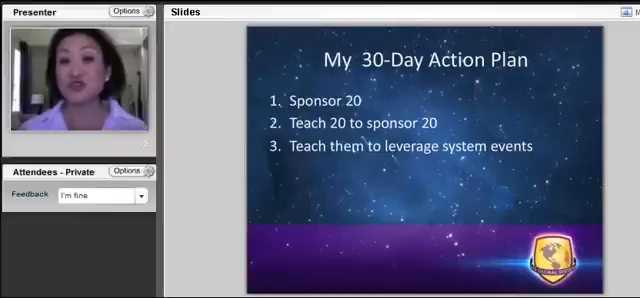 Presenter
Options
Slides
M
My 30-Day Action Plan
1. Sponsor 20
2. Teach 20 to sponsor 20
3. Teach them to leverage system events
Attendees - Private
Options
Feedback
I'm fine